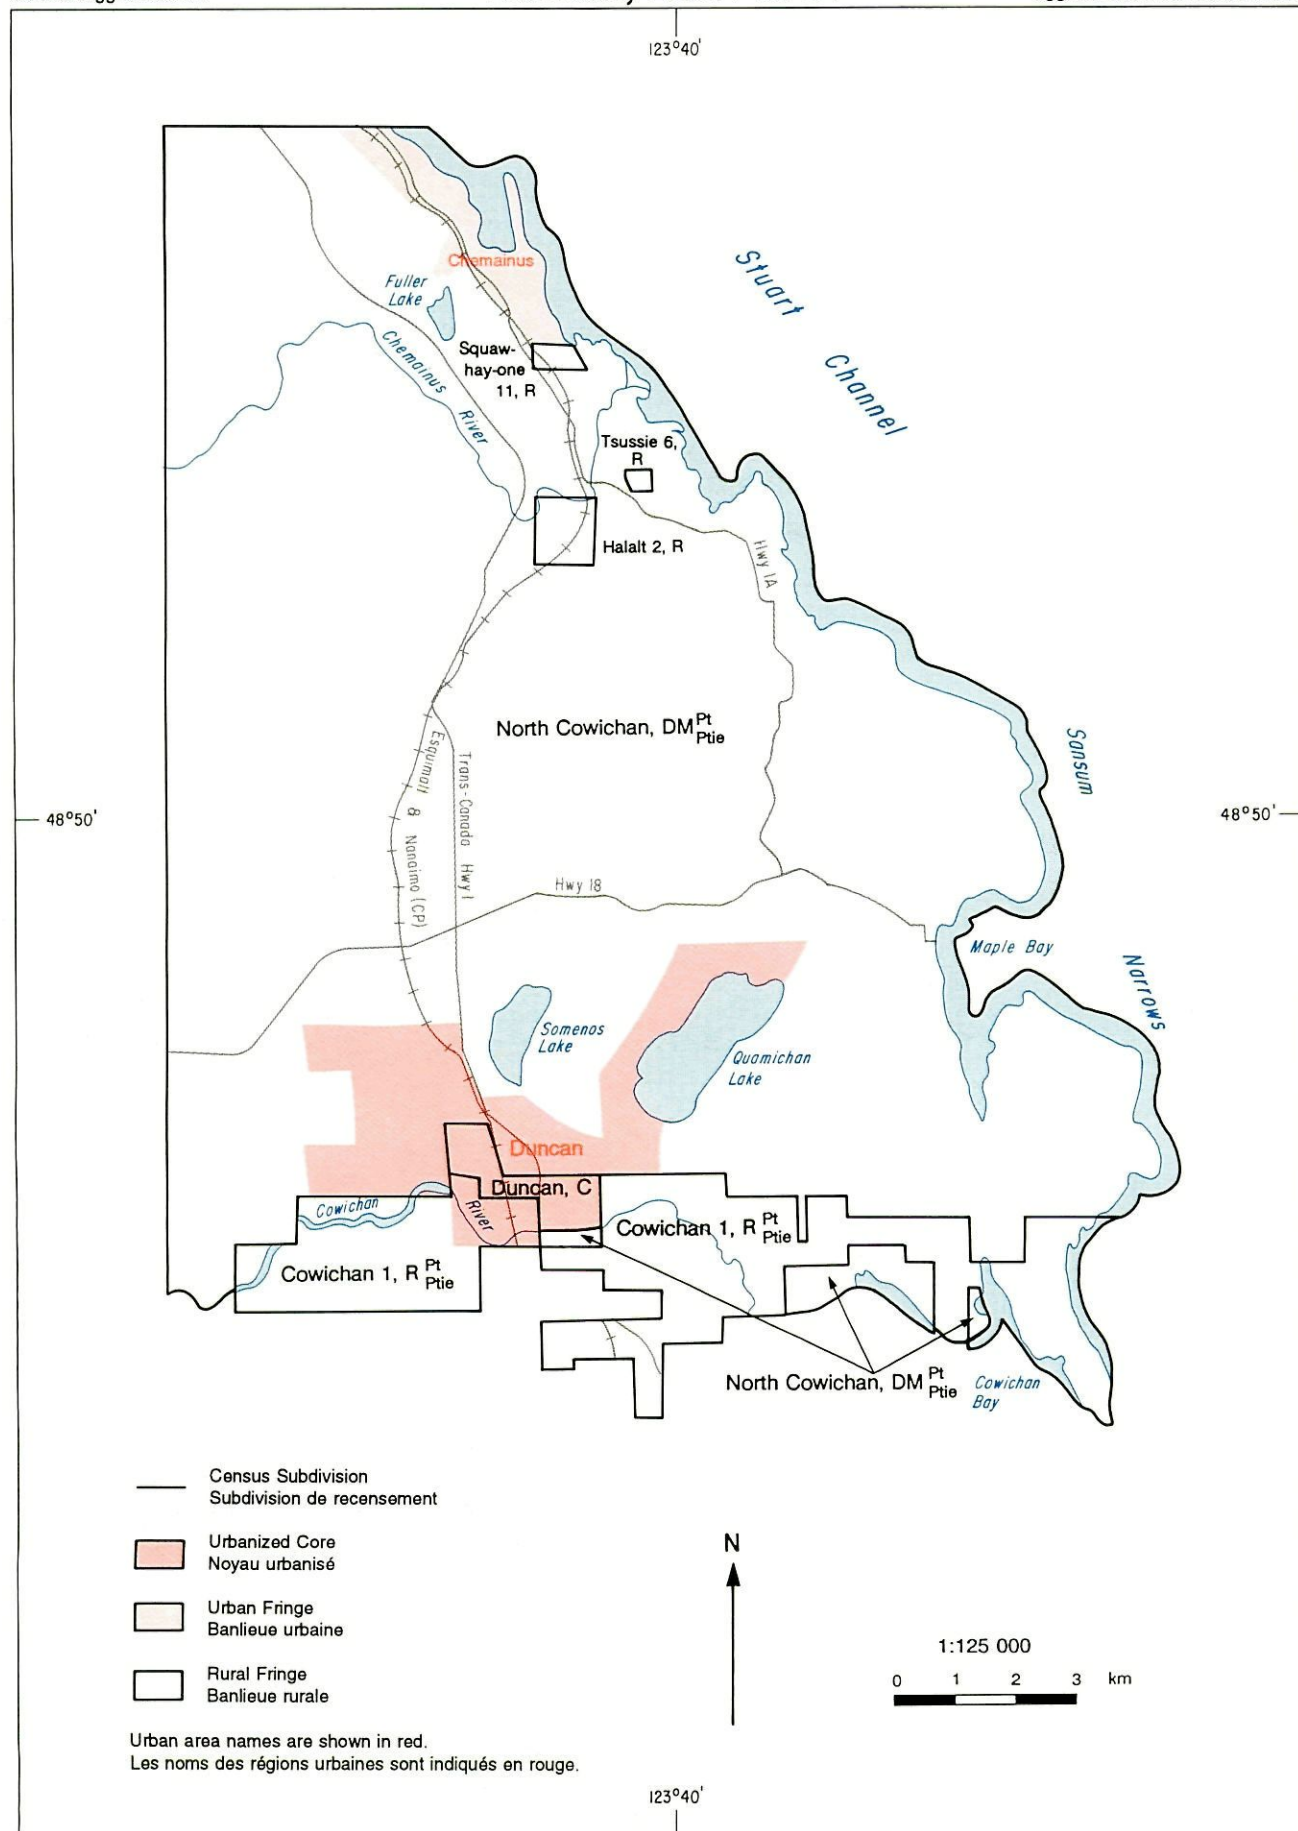 123°40'
Stuart
Channel
Chemainus
Fuller
Lake
Chemainus
River
Squaw-
hay-one
11, R
Tsussie 6,
R
Halalt 2, R
Hwy 1A
North Cowichan, DM Pt
Ptie
Sansum
Narrows
Esquimalt & Nanaimo (CP)
Trans-Canada Hwy 1
48°50'
48°50'
Hwy 18
Maple Bay
Somenos
Lake
Quamichan
Lake
Duncan
Duncan, C
Cowichan
River
Cowichan 1, R Pt
Ptie
Cowichan 1, R Pt
Ptie
North Cowichan, DM Pt
Ptie
Cowichan
Bay
Census Subdivision
Subdivision de recensement
Urbanized Core
Noyau urbanisé
Urban Fringe
Banlieue urbaine
Rural Fringe
Banlieue rurale
Urban area names are shown in red.
Les noms des régions urbaines sont indiqués en rouge.
N
1:125 000
0 1 2 3 km
123°40'